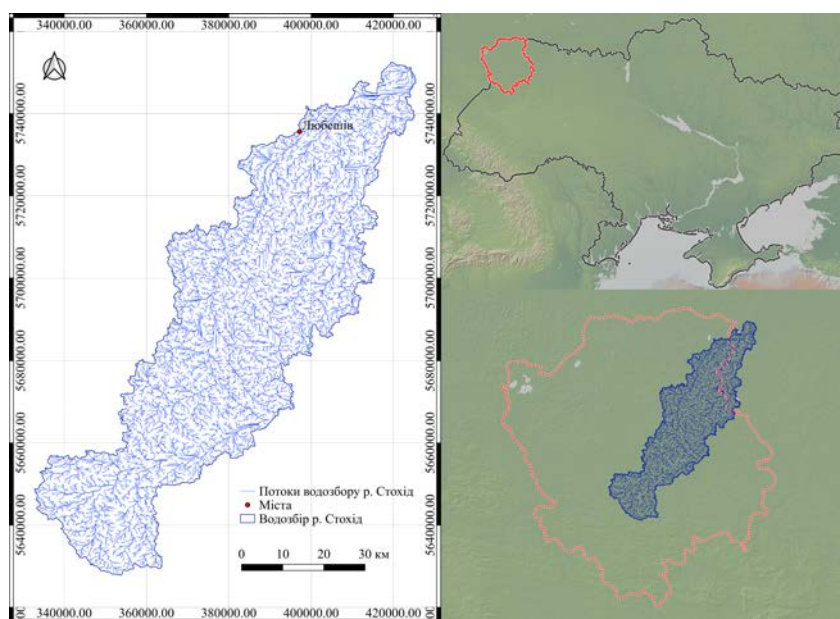 340000.00 360000.00 380000.00 400000.00 420000.00
5740000.00 5740000.00
Любешів
5720000.00 5720000.00
5700000.00 5700000.00
5680000.00 5680000.00
5660000.00 5660000.00
Потоки водозбору р. Стохід
Міста
Водозбір р. Стохід
5640000.00 5640000.00
0 10 20 30 км
340000.00 360000.00 380000.00 400000.00 420000.00